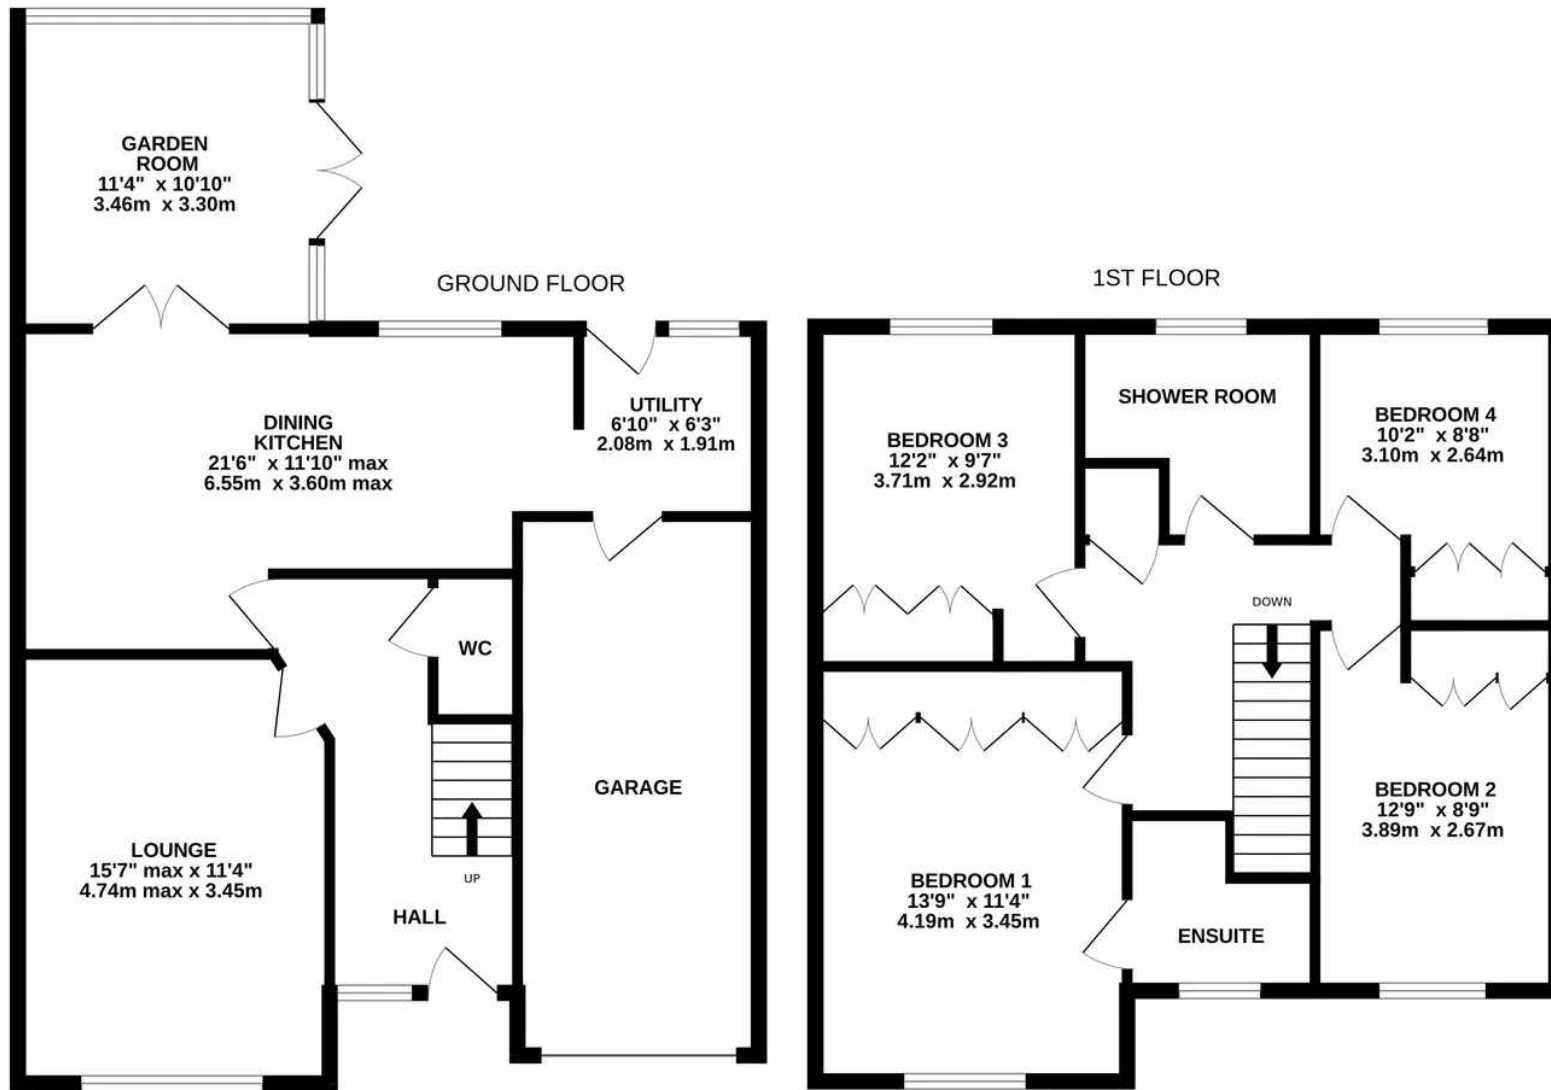 GROUND FLOOR
GARDEN
ROOM
11'4" x 10'10"
3.46m x 3.30m
DINING
KITCHEN
21'6" x 11'10" max
6.55m x 3.60m max
UTILITY
6'10" x 6'3"
2.08m x 1.91m
WC
GARAGE
LOUNGE
15'7" max x 11'4"
4.74m max x 3.45m
UP
HALL
1ST FLOOR
SHOWER ROOM
BEDROOM 3
12'2" x 9'7"
3.71m x 2.92m
BEDROOM 4
10'2" x 8'8"
3.10m x 2.64m
DOWN
BEDROOM 2
12'9" x 8'9"
3.89m x 2.67m
BEDROOM 1
13'9" x 11'4"
4.19m x 3.45m
ENSUITE